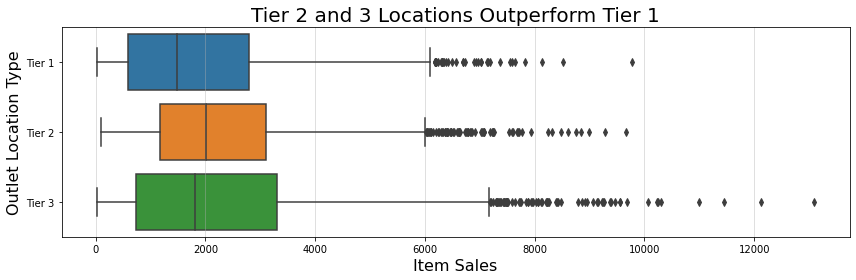 Tier 2 and 3 Locations Outperform Tier 1
Outlet Location Type
Tier 1
Tier 2
Tier 3
0 2000 4000 6000 8000 10000 12000
Item Sales